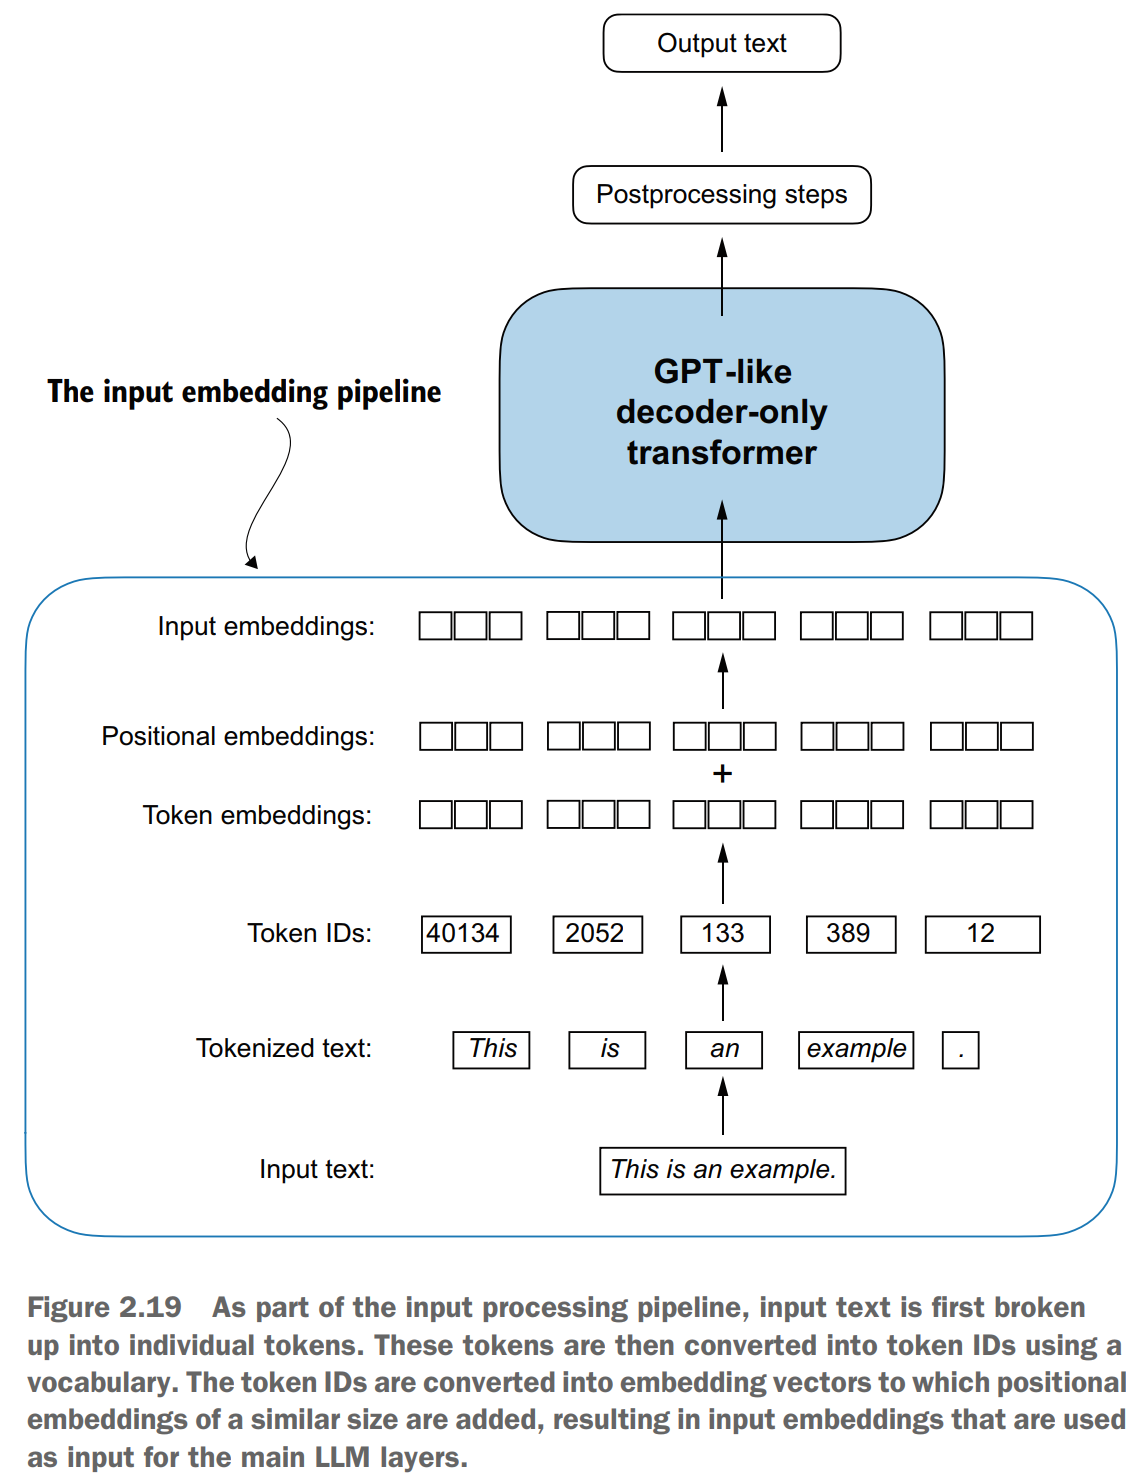 Output text
Postprocessing steps
GPT-like
decoder-only
transformer
The input embedding pipeline
Input embeddings:
Positional embeddings:
+
Token embeddings:
Token IDs: 40134 2052 133 389 12
Tokenized text: This is an example .
Input text: This is an example.
Figure 2.19 As part of the input processing pipeline, input text is first broken
up into individual tokens. These tokens are then converted into token IDs using a
vocabulary. The token IDs are converted into embedding vectors to which positional
embeddings of a similar size are added, resulting in input embeddings that are used
as input for the main LLM layers.